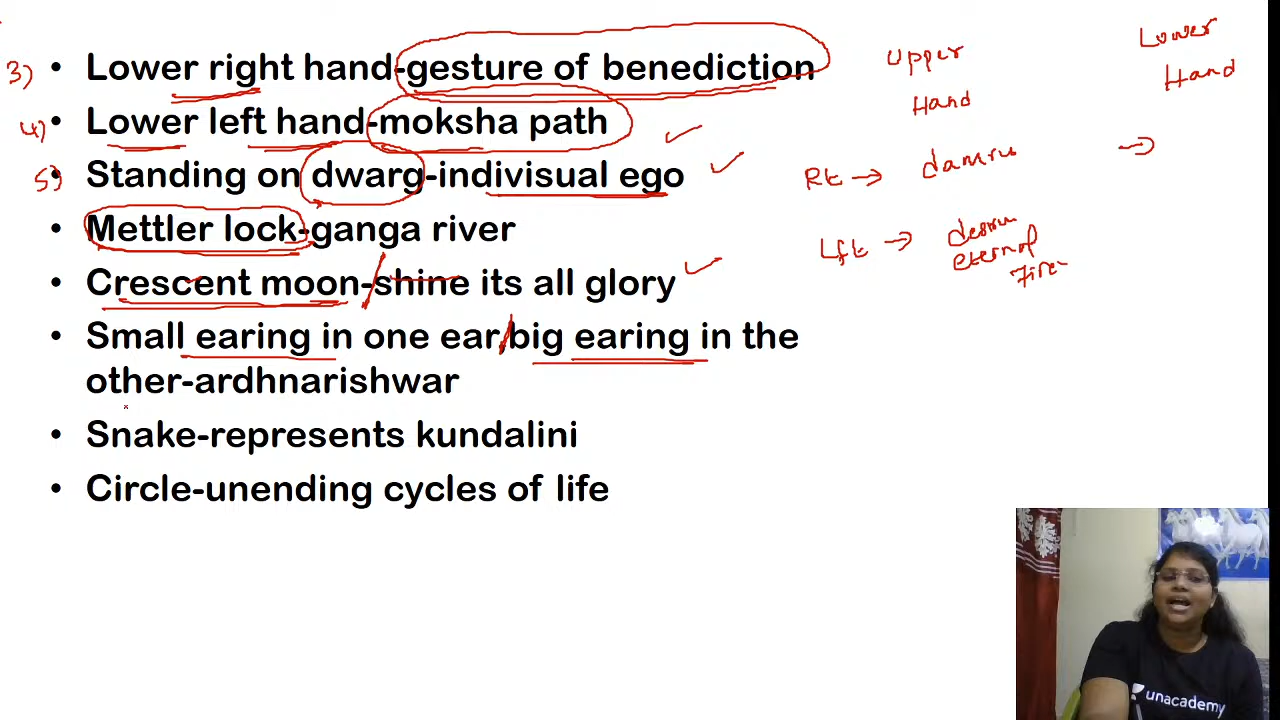 3) • Lower right hand-gesture of benediction
4) • Lower left hand-moksha path
5) • Standing on dwarg-indivisual ego
• Mettler lock-ganga river
• Crescent moon-shine its all glory
• Small earing in one ear/big earing in the
other-ardhnarishwar
• Snake-represents kundalini
• Circle-unending cycles of life
Upper
Hand
Lower
Hand
Rt → damru →
Lft →
eternal
Fire
unacademy